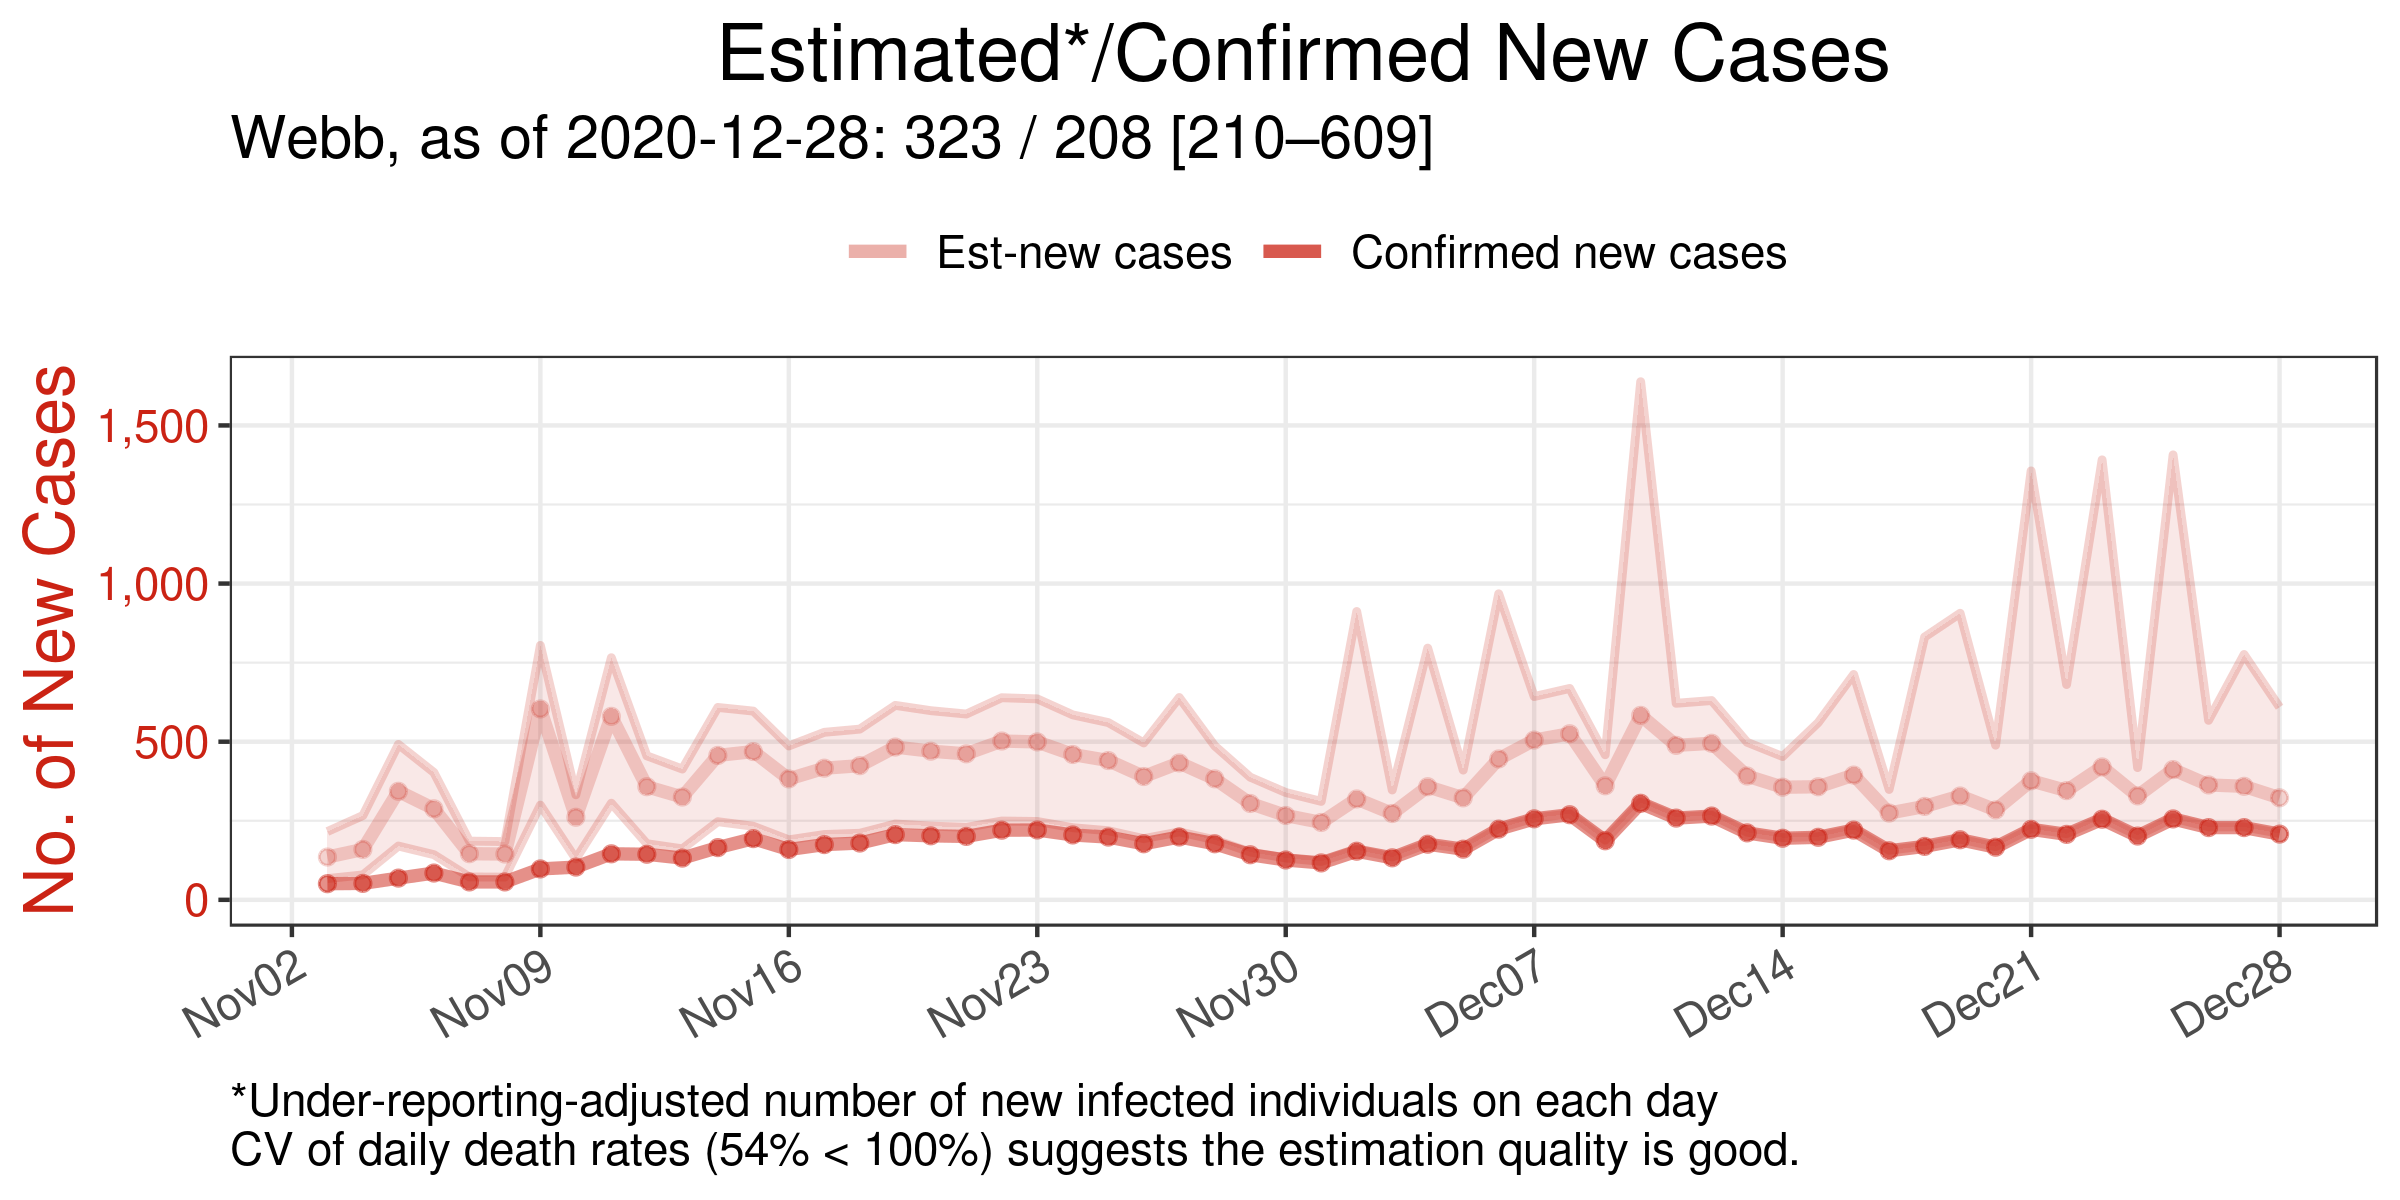 Estimated*/Confirmed New Cases
Webb, as of 2020-12-28: 323 / 208 [210–609]
Est-new cases Confirmed new cases
No. of New Cases
1,500
1,000
500
0
Nov02 Nov09 Nov16 Nov23 Nov30 Dec07 Dec14 Dec21 Dec28
*Under-reporting-adjusted number of new infected individuals on each day
CV of daily death rates (54% < 100%) suggests the estimation quality is good.